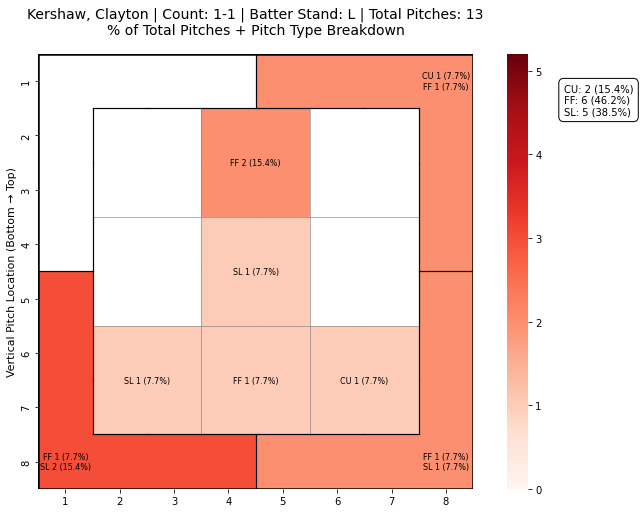 Kershaw, Clayton | Count: 1-1 | Batter Stand: L | Total Pitches: 13
% of Total Pitches + Pitch Type Breakdown
CU 1 (7.7%)
FF 1 (7.7%)
FF 2 (15.4%)
SL 1 (7.7%)
SL 1 (7.7%)
FF 1 (7.7%)
CU 1 (7.7%)
FF 1 (7.7%)
SL 2 (15.4%)
FF 1 (7.7%)
SL 1 (7.7%)
Vertical Pitch Location (Bottom → Top)
1
2
3
4
5
6
7
8
1
2
3
4
5
6
7
8
5
4
3
2
1
0
CU: 2 (15.4%)
FF: 6 (46.2%)
SL: 5 (38.5%)